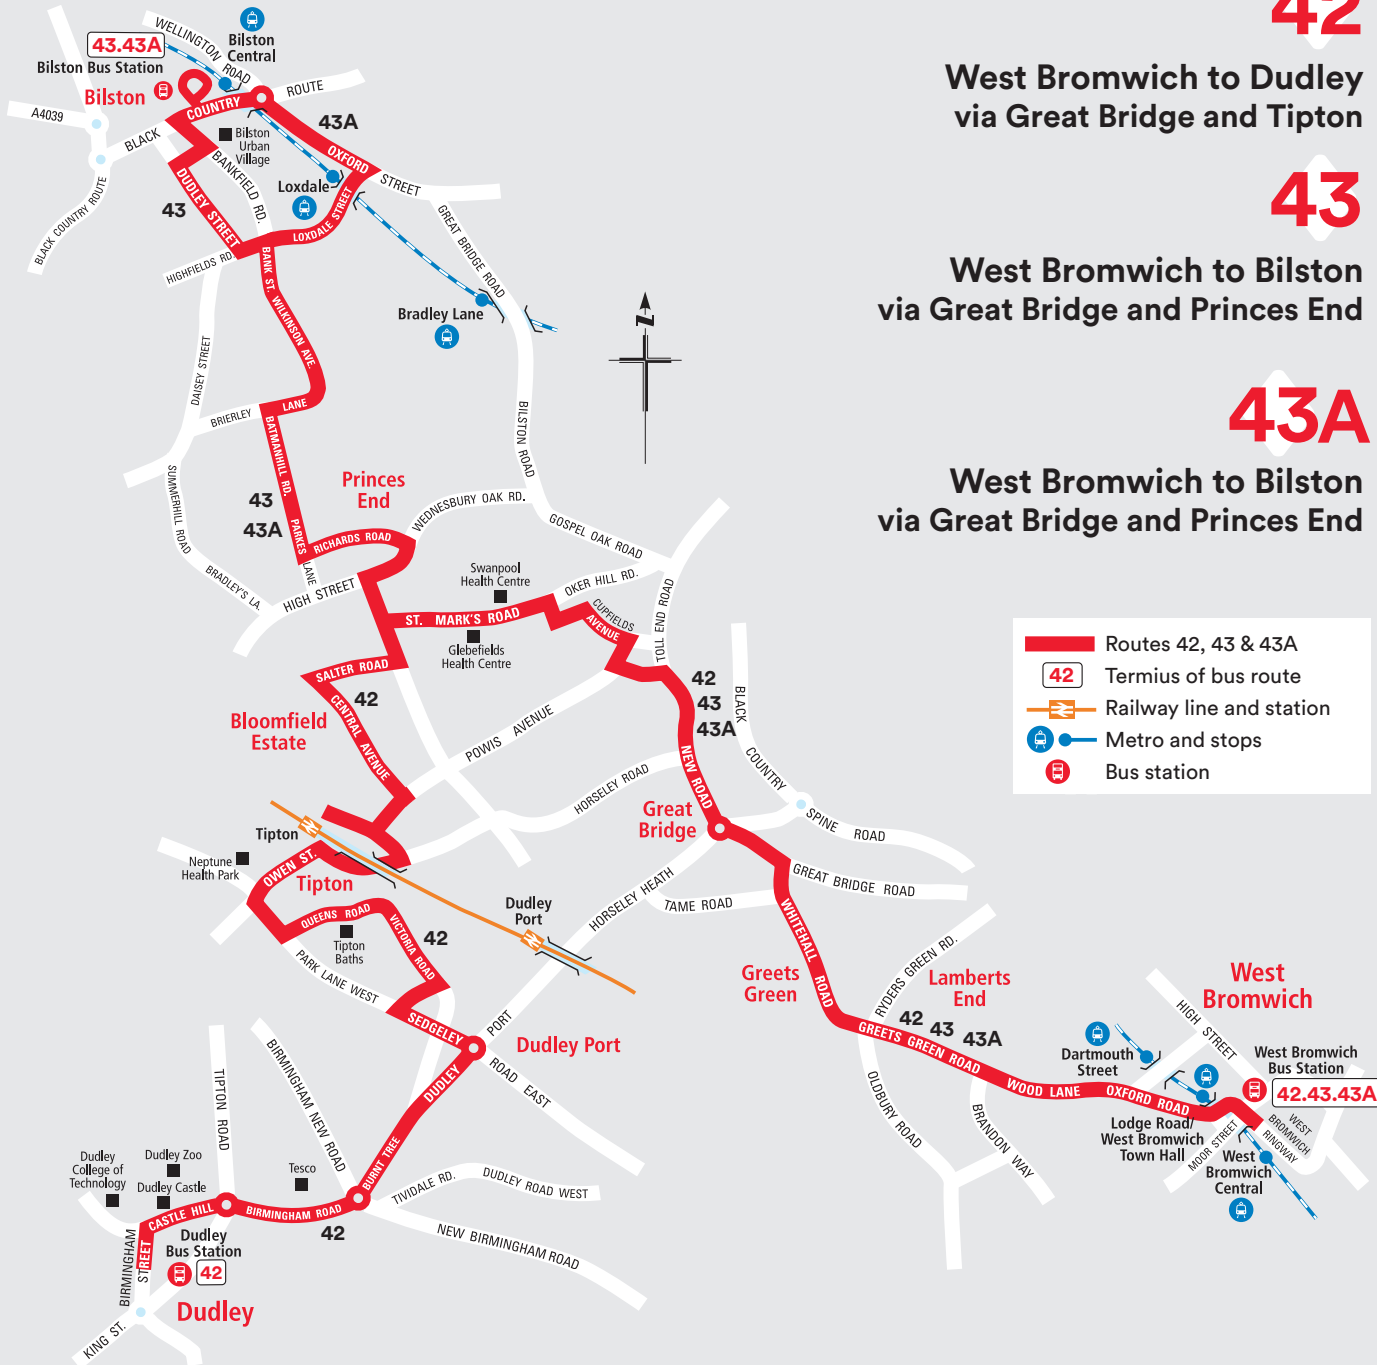 42
West Bromwich to Dudley
via Great Bridge and Tipton
43
West Bromwich to Bilston
via Great Bridge and Princes End
43A
West Bromwich to Bilston
via Great Bridge and Princes End
Routes 42, 43 & 43A
42 Termius of bus route
Railway line and station
Metro and stops
Bus station
43.43A
Bilston Bus Station
Bilston
WELLINGTON ROAD
Bilston
Central
A4039
BLACK COUNTRY ROUTE
BLACK COUNTRY ROUTE
Bilston
Urban
Village
43A
OXFORD STREET
BANKFIELD RD.
Loxdale
DUDLEY STREET
43
LOXDALE STREET
HIGHFIELDS RD.
BANK ST.
WILKINSON AVE.
GREAT BRIDGE ROAD
Bradley Lane
DAISEY STREET
BRIERLEY LANE
BILSTON ROAD
BATMANHILL RD.
SUMMERHILL ROAD
43
43A
PARKES LANE
Princes
End
RICHARDS ROAD
WEDNESBURY OAK RD.
GOSPEL OAK ROAD
BRADLEY'S LA.
HIGH STREET
Swanpool
Health Centre
OKER HILL RD.
ST. MARK'S ROAD
CUPFIELDS AVENUE
TOLL END ROAD
Glebefields
Health Centre
SALTER ROAD
42
CENTRAL AVENUE
Bloomfield
Estate
POWIS AVENUE
42
43
43A
BLACK COUNTRY SPINE ROAD
NEW ROAD
HORSELEY ROAD
Great
Bridge
Tipton
Neptune
Health Park
OWEN ST.
Tipton
QUEENS ROAD
Tipton
Baths
VICTORIA ROAD
42
Dudley
Port
HORSELEY HEATH
TAME ROAD
GREAT BRIDGE ROAD
WHITEHALL ROAD
PARK LANE WEST
SEDGELEY ROAD EAST
PORT
Dudley Port
DUDLEY
Greets
Green
RYDERS GREEN RD.
Lamberts
End
42
43
43A
GREETS GREEN ROAD
WOOD LANE
OXFORD ROAD
OLDBURY ROAD
BRANDON WAY
West
Bromwich
HIGH STREET
Dartmouth
Street
West Bromwich
Bus Station
42.43.43A
Lodge Road/
West Bromwich
Town Hall
MOOR STREET
WEST
BROMWICH
RINGWAY
West
Bromwich
Central
TIPTON ROAD
BIRMINGHAM NEW ROAD
BURNT TREE
Dudley
College of
Technology
Dudley Zoo
Dudley Castle
Tesco
CASTLE HILL
BIRMINGHAM ROAD
42
TIVIDALE RD.
DUDLEY ROAD WEST
NEW BIRMINGHAM ROAD
BIRMINGHAM STREET
Dudley
Bus Station
42
Dudley
KING ST.